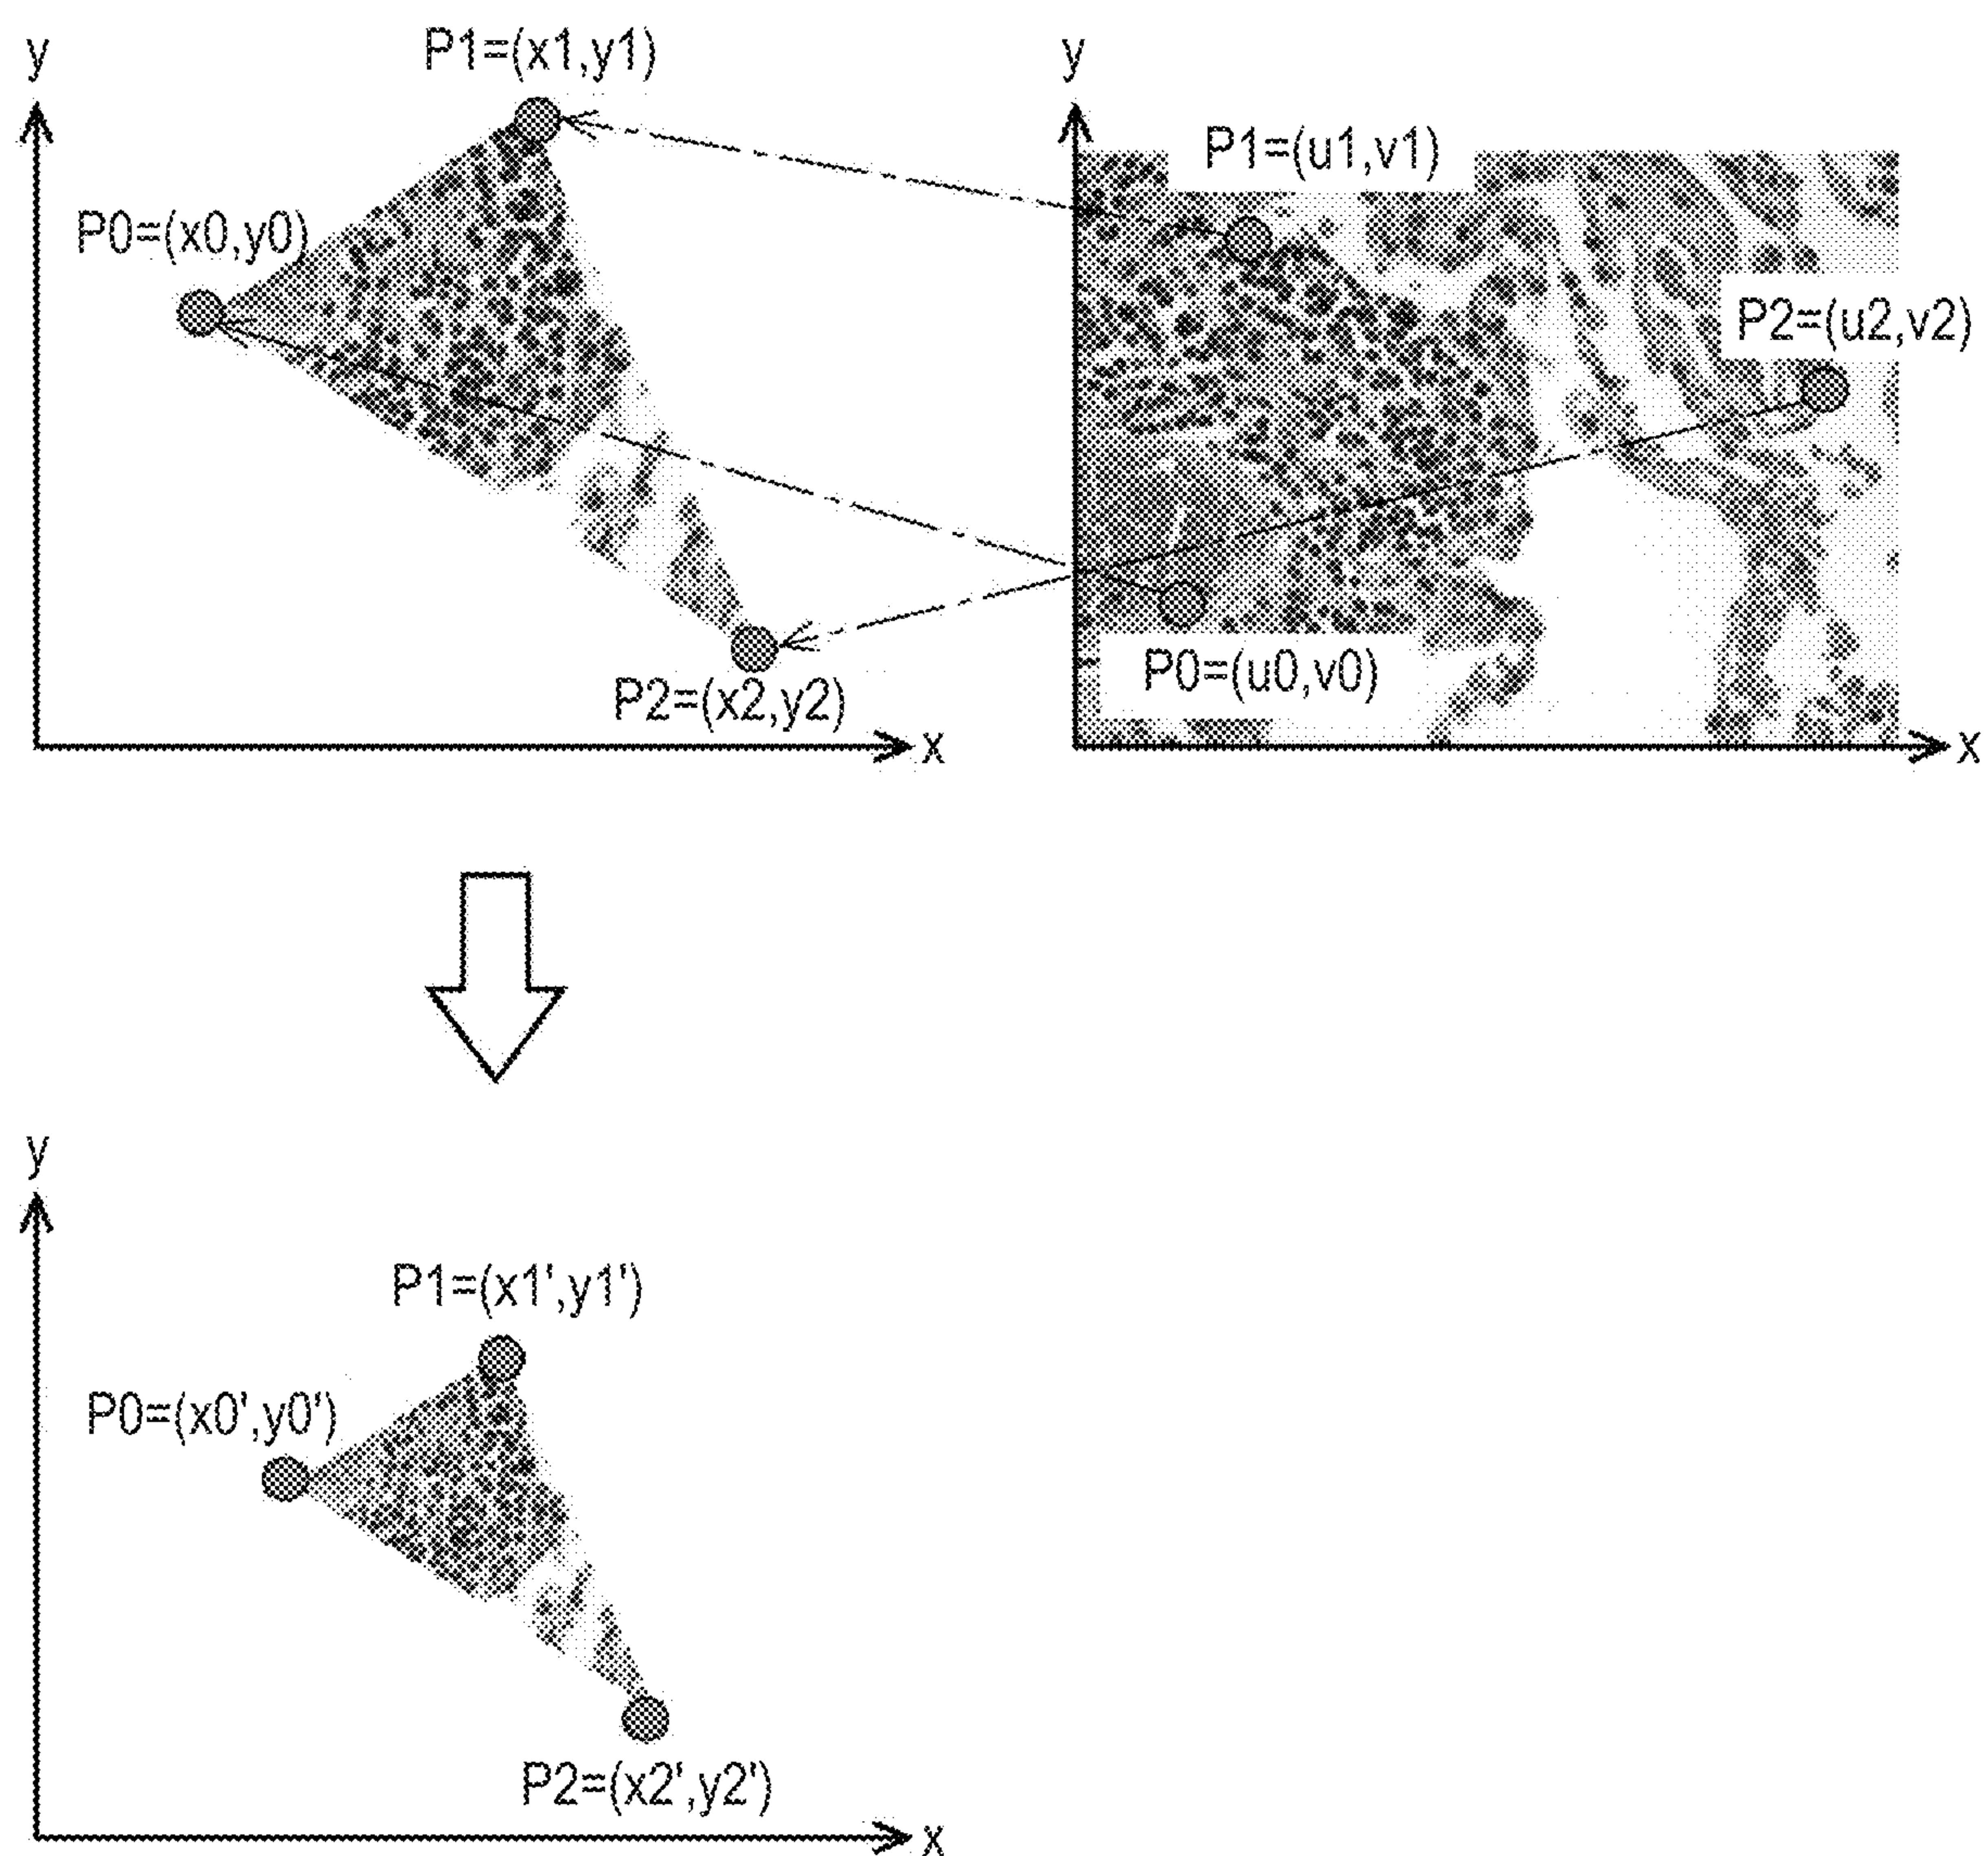 y
P1=(x1,y1)
P0=(x0,y0)
P2=(x2,y2)
x
y
P1=(u1,v1)
P2=(u2,v2)
P0=(u0,v0)
x
y
P1=(x1',y1')
P0=(x0',y0')
P2=(x2',y2')
x